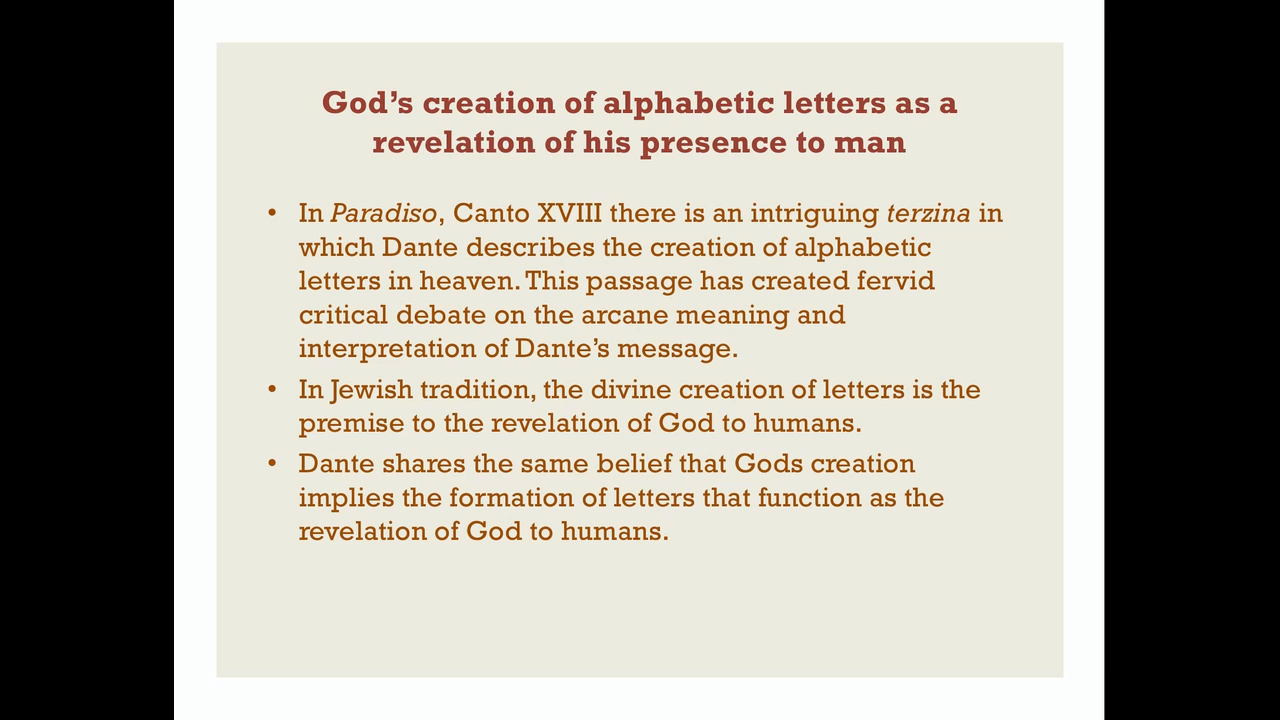 God’s creation of alphabetic letters as a
revelation of his presence to man
• In Paradiso, Canto XVIII there is an intriguing terzina in
which Dante describes the creation of alphabetic
letters in heaven. This passage has created fervid
critical debate on the arcane meaning and
interpretation of Dante’s message.
• In Jewish tradition, the divine creation of letters is the
premise to the revelation of God to humans.
• Dante shares the same belief that Gods creation
implies the formation of letters that function as the
revelation of God to humans.